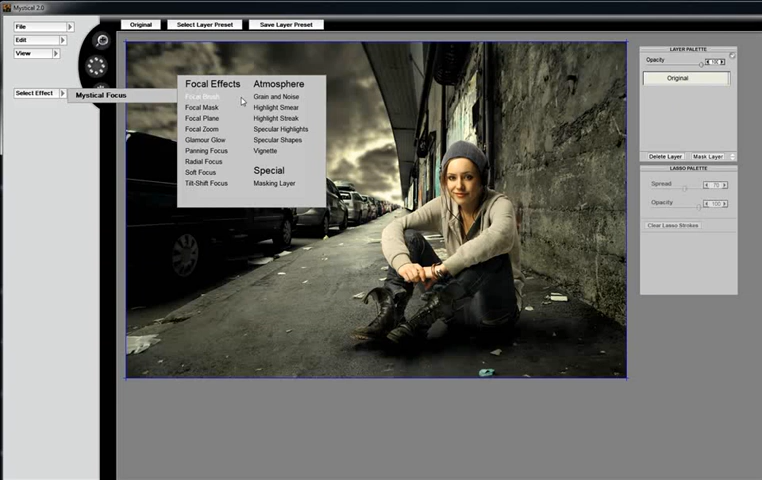 Mystical 2.0
File
Edit
View
Select Effect
Mystical Focus
Original
Select Layer Preset
Save Layer Preset
Focal Effects
Focal Brush
Focal Mask
Focal Plane
Focal Zoom
Glamour Glow
Panning Focus
Radial Focus
Soft Focus
Tilt-Shift Focus
Atmosphere
Grain and Noise
Highlight Smear
Highlight Streak
Specular Highlights
Specular Shapes
Vignette
Special
Masking Layer
LAYER PALETTE
Opacity 100
Original
Delete Layer Mask Layer
LASSO PALETTE
Spread 70
Opacity 100
Clear Lasso Strokes